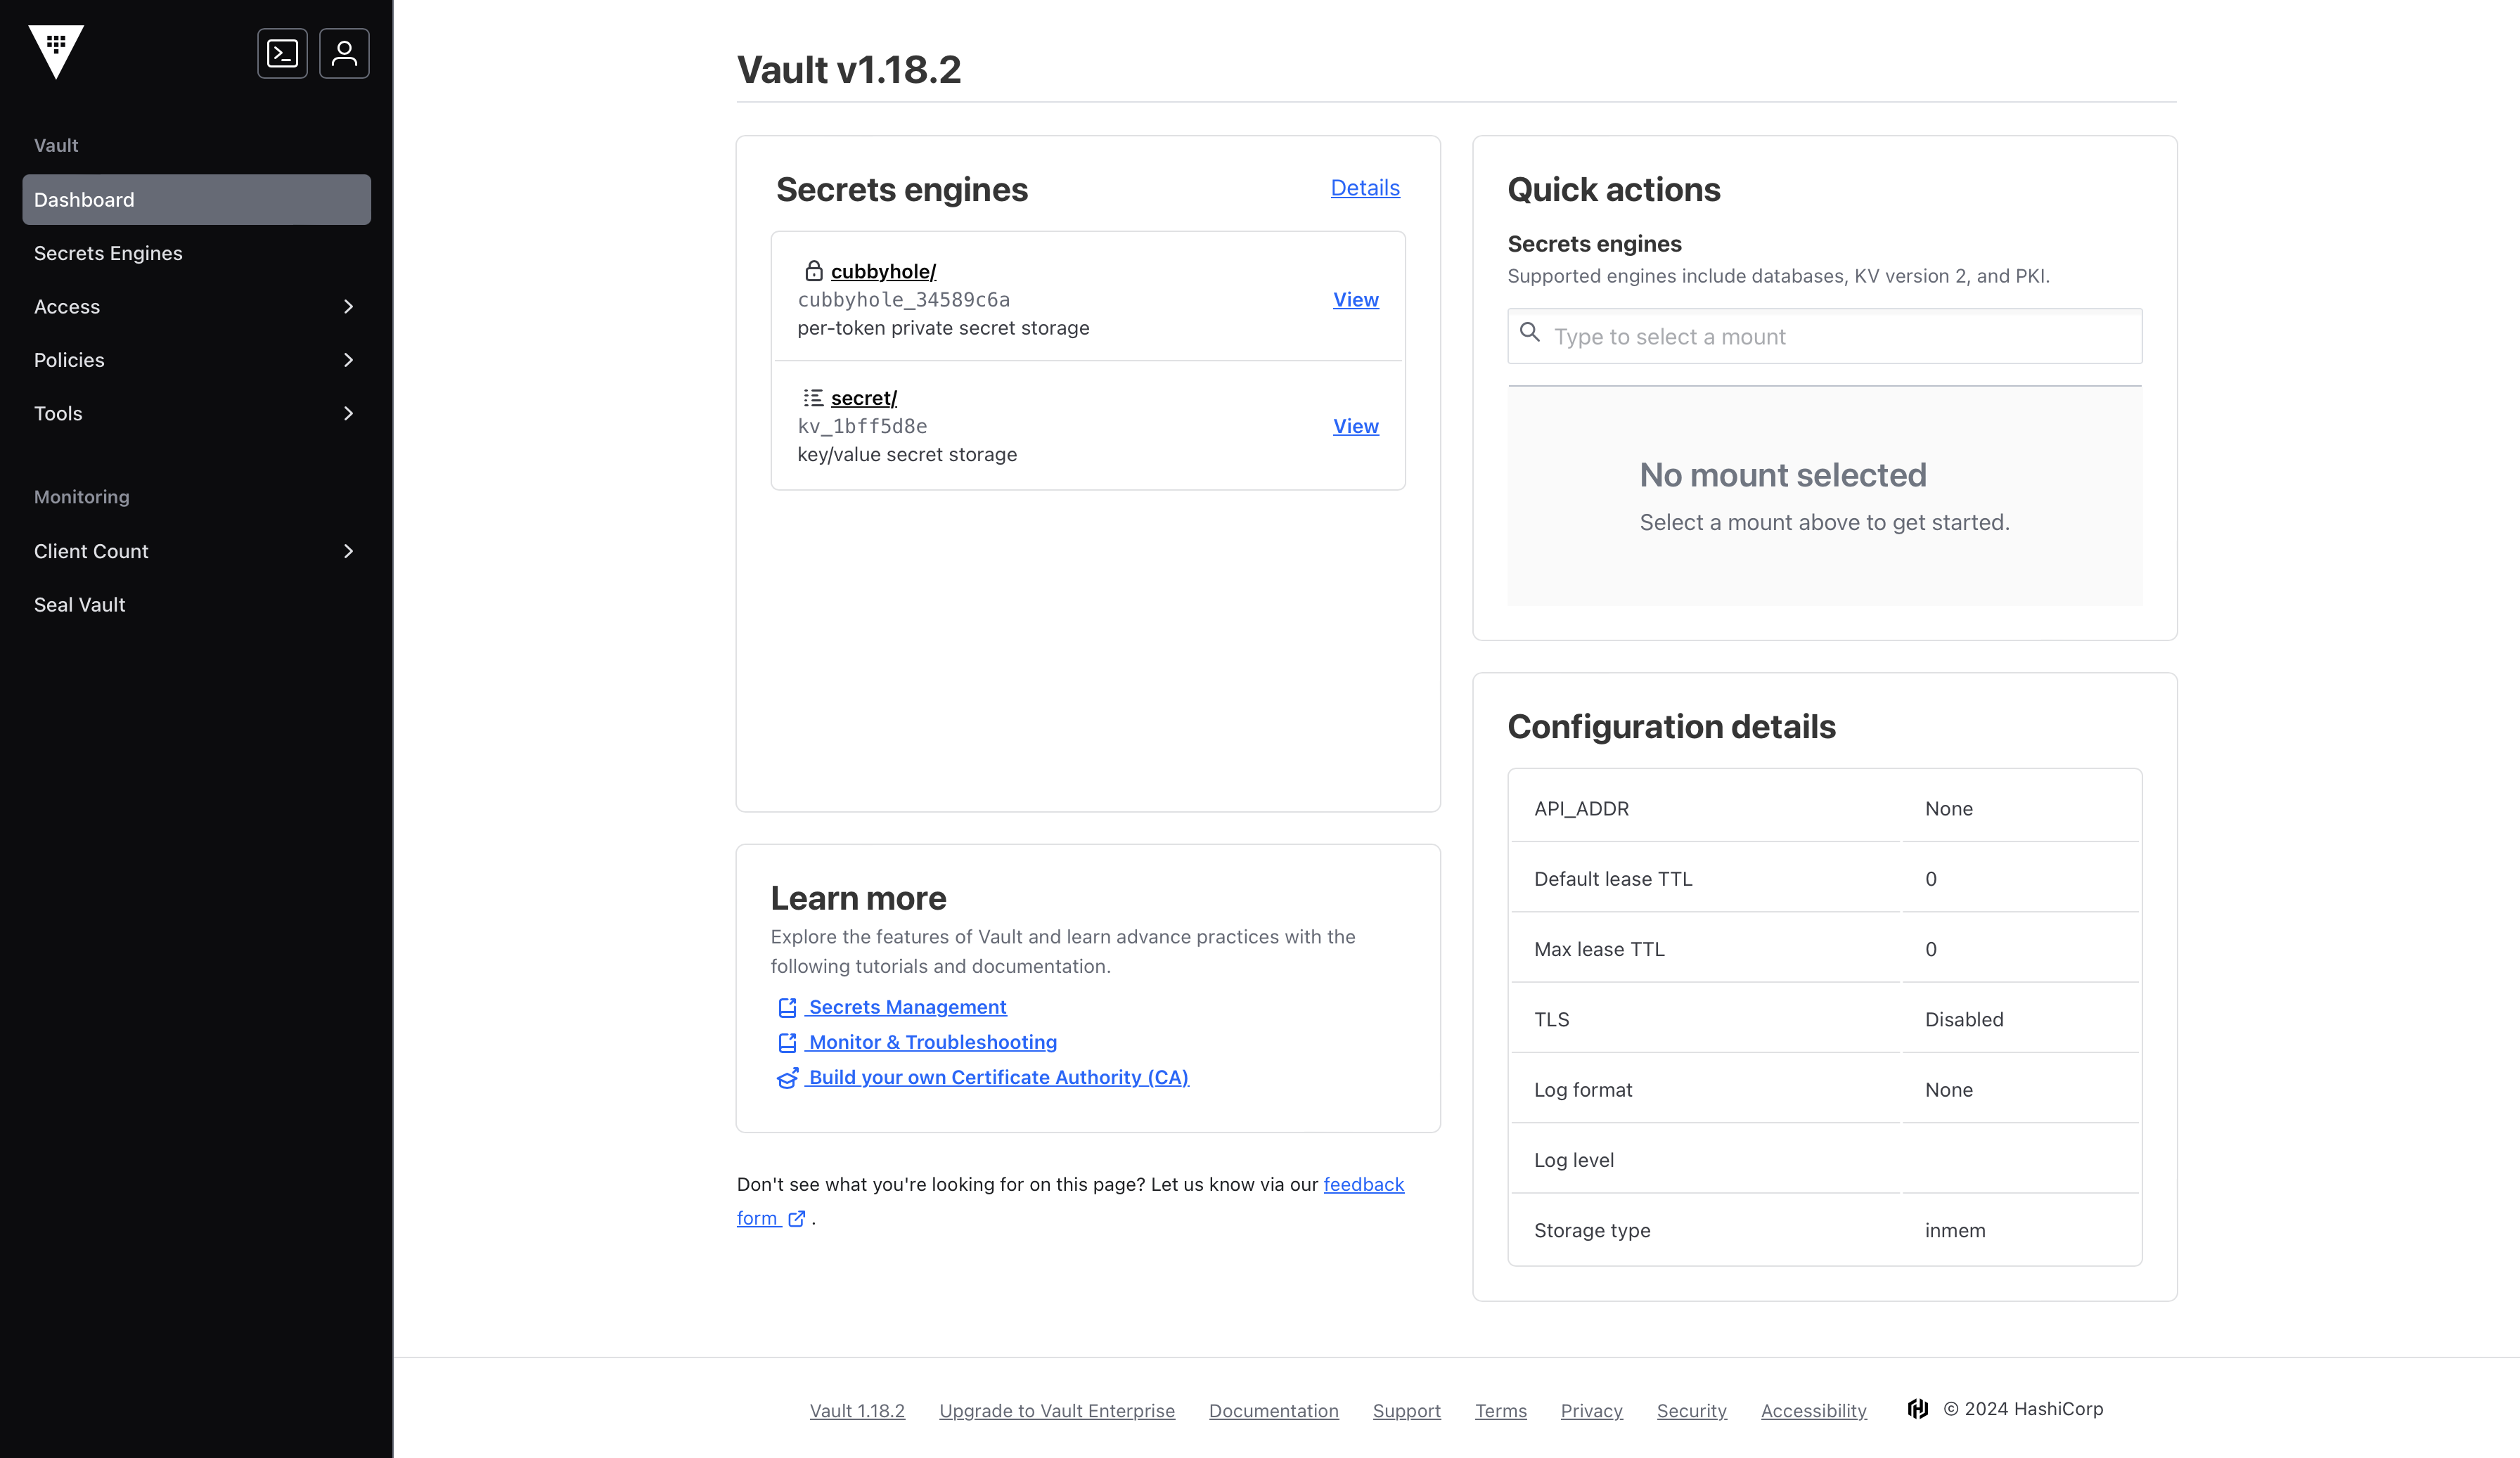 Vault
Dashboard
Secrets Engines
Access
Policies
Tools
Monitoring
Client Count
Seal Vault
Vault v1.18.2
Secrets engines
Details
cubbyhole/
cubbyhole_34589c6a
View
per-token private secret storage
secret/
kv_1bff5d8e
View
key/value secret storage
Learn more
Explore the features of Vault and learn advance practices with the
following tutorials and documentation.
Secrets Management
Monitor & Troubleshooting
Build your own Certificate Authority (CA)
Don't see what you're looking for on this page? Let us know via our feedback
form .
Quick actions
Secrets engines
Supported engines include databases, KV version 2, and PKI.
Type to select a mount
No mount selected
Select a mount above to get started.
Configuration details
API_ADDR None
Default lease TTL 0
Max lease TTL 0
TLS Disabled
Log format None
Log level
Storage type inmem
Vault 1.18.2 Upgrade to Vault Enterprise Documentation Support Terms Privacy Security Accessibility © 2024 HashiCorp